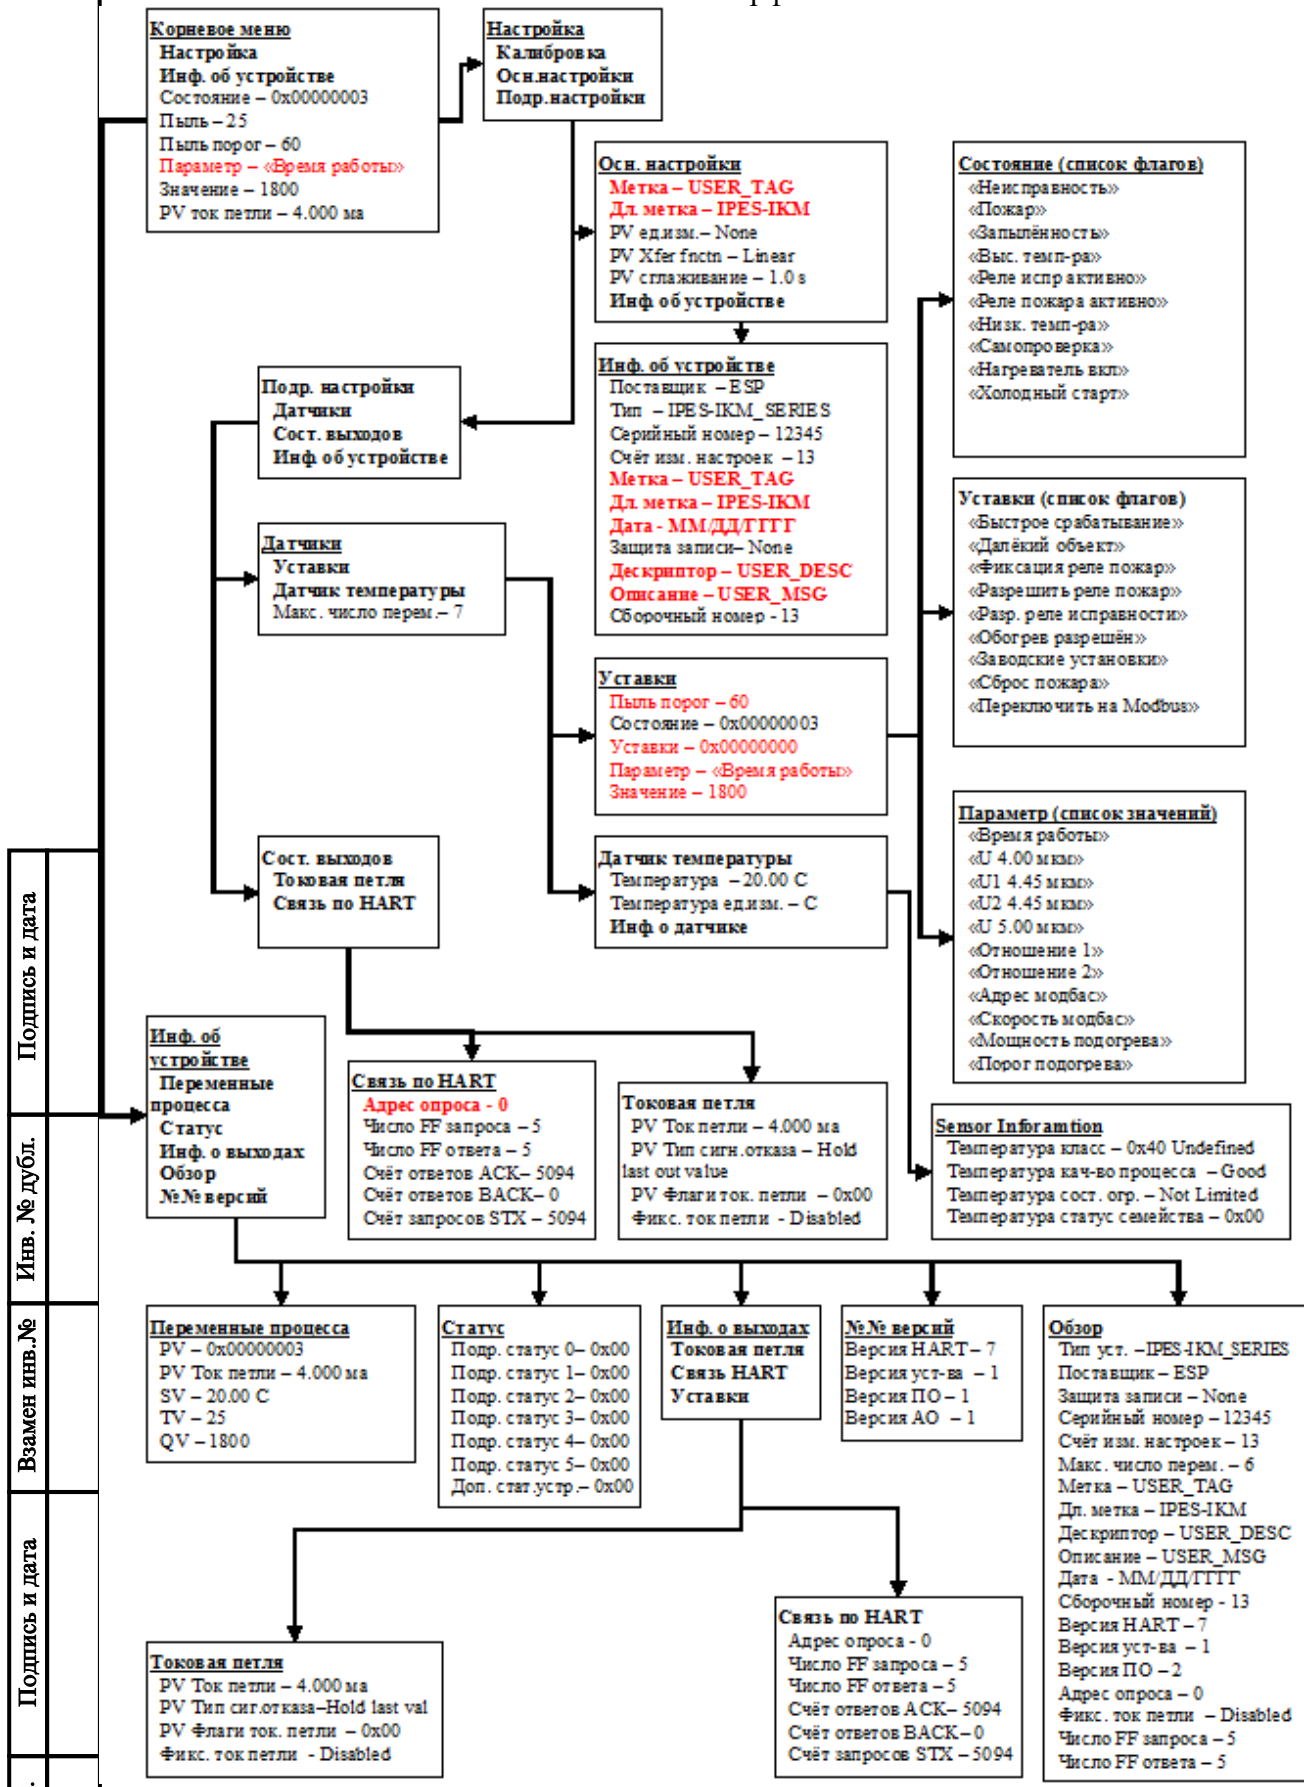 Корневое меню
Настройка
Инф. об устройстве
Состояние – 0x00000003
Пыль – 25
Пыль порог – 60
Параметр – «Время работы»
Значение – 1800
PV ток петли – 4.000 ма
Настройка
Калибровка
Осн.настройки
Подр.настройки
Осн. настройки
Метка – USER_TAG
Дл. метка – IPES-IKM
PV ед.изм.– None
PV Xfer fnctn – Linear
PV сглаживание – 1.0 s
Инф. об устройстве
Состояние (список флагов)
«Неисправность»
«Пожар»
«Запылённость»
«Выс. темп-ра»
«Реле испр активно»
«Реле пожара активно»
«Низк. темп-ра»
«Самопроверка»
«Нагреватель вкл»
«Холодный старт»
Инф. об устройстве
Поставщик – ESP
Тип – IPES-IKM_SERIES
Серийный номер – 12345
Счёт изм. настроек – 13
Метка – USER_TAG
Дл. метка – IPES-IKM
Дата - ММ/ДД/ГГГГ
Защита записи– None
Дескриптор – USER_DESC
Описание – USER_MSG
Сборочный номер - 13
Подр. настройки
Датчики
Сост. выходов
Инф об устройстве
Уставки (список флагов)
«Быстрое срабатывание»
«Далёкий объект»
«Фиксация реле пожар»
«Разрешить реле пожар»
«Разр. реле исправности»
«Обогрев разрешён»
«Заводские установки»
«Сброс пожара»
«Переключить на Modbus»
Датчики
Уставки
Датчик температуры
Макс. число перем.– 7
Уставки
Пыль порог – 60
Состояние – 0x00000003
Уставки – 0x00000000
Параметр – «Время работы»
Значение – 1800
Параметр (список значений)
«Время работы»
«U 4.00 мкм»
«U1 4.45 мкм»
«U2 4.45 мкм»
«U 5.00 мкм»
«Отношение 1»
«Отношение 2»
«Адрес модбас»
«Скорость модбас»
«Мощность подогрева»
«Порог подогрева»
Сост. выходов
Токовая петля
Связь по HART
Датчик температуры
Температура – 20.00 C
Температура ед.изм. – C
Инф о датчике
Инф. об
устройстве
Переменные
процесса
Статус
Инф. о выходах
Обзор
№№ версий
Связь по HART
Адрес опроса - 0
Число FF запроса – 5
Число FF ответа – 5
Счёт ответов ACK– 5094
Счёт ответов BACK– 0
Счёт запросов STX – 5094
Токовая петля
PV Ток петли – 4.000 ма
PV Тип сигн.отказа – Hold
last out value
PV Флаги ток. петли – 0x00
Фикс. ток петли - Disabled
Sensor Inforamtion
Температура класс – 0x40 Undefined
Температура кач-во процесса – Good
Температура сост. огр. – Not Limited
Температура статус семейства – 0x00
Переменные процесса
PV – 0x00000003
PV Ток петли – 4.000 ма
SV – 20.00 C
TV – 25
QV – 1800
Статус
Подр. статус 0– 0x00
Подр. статус 1– 0x00
Подр. статус 2– 0x00
Подр. статус 3– 0x00
Подр. статус 4– 0x00
Подр. статус 5– 0x00
Доп. стат.устр.– 0x00
Инф. о выходах
Токовая петля
Связь HART
Уставки
№№ версий
Версия HART – 7
Версия уст-ва – 1
Версия ПО – 1
Версия АО – 1
Обзор
Тип уст. –IPES-IKM_SERIES
Поставщик – ESP
Защита записи – None
Серийный номер – 12345
Счёт изм. настроек – 13
Макс. число перем. – 6
Метка – USER_TAG
Дл. метка – IPES-IKM
Дескриптор – USER_DESC
Описание – USER_MSG
Дата - ММ/ДД/ГГГГ
Сборочный номер - 13
Версия HART – 7
Версия уст-ва – 1
Версия ПО – 2
Адрес опроса – 0
Фикс. ток петли – Disabled
Число FF запроса – 5
Число FF ответа – 5
Токовая петля
PV Ток петли – 4.000 ма
PV Тип сиг.отказа–Hold last val
PV Флаги ток. петли – 0x00
Фикс. ток петли - Disabled
Связь по HART
Адрес опроса - 0
Число FF запроса – 5
Число FF ответа – 5
Счёт ответов ACK– 5094
Счёт ответов BACK– 0
Счёт запросов STX – 5094
Подпись и дата
Инв. № дубл.
Взамен инв.№
Подпись и дата